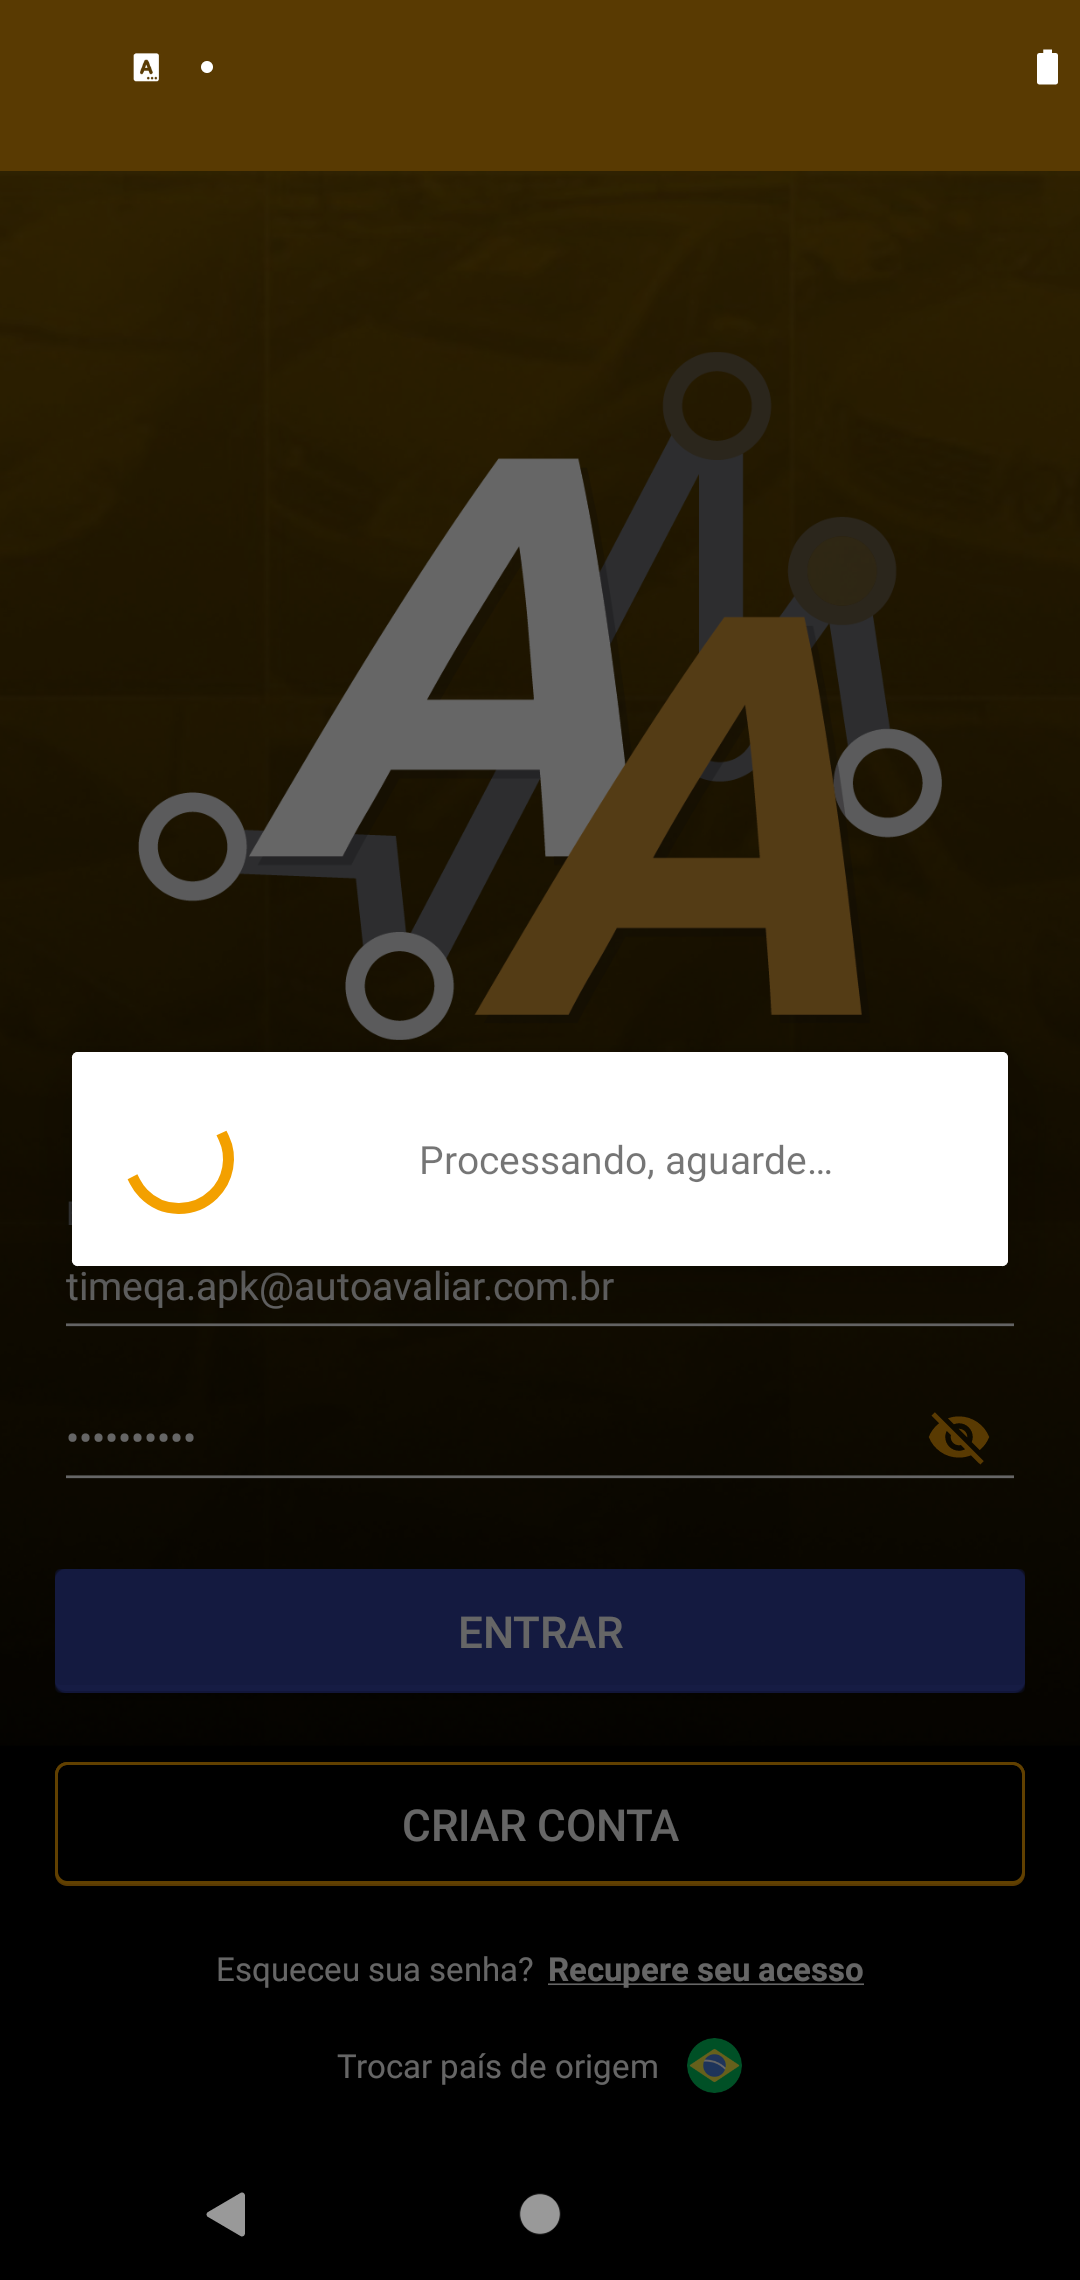 A
AA
Processando, aguarde...
timeqa.apk@autoavaliar.com.br
••••••••••
ENTRAR
CRIAR CONTA
Esqueceu sua senha? Recupere seu acesso
Trocar país de origem